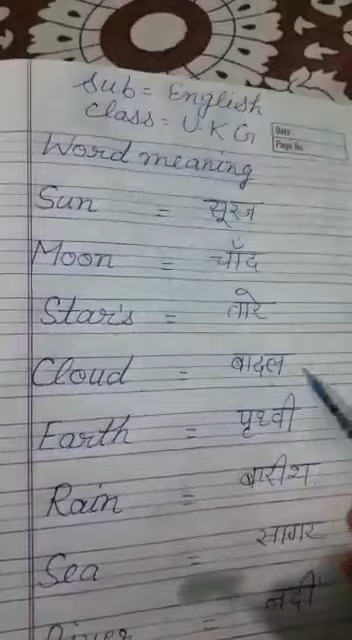 Sub = English
Class = U.K.G
Date
Page No.
Word meaning
Sun = सूरज
Moon = चाँद
Star's = तारे
Cloud = बादल
Earth = पृथ्वी
Rain = बारीश
Sea = सागर
River = नदी